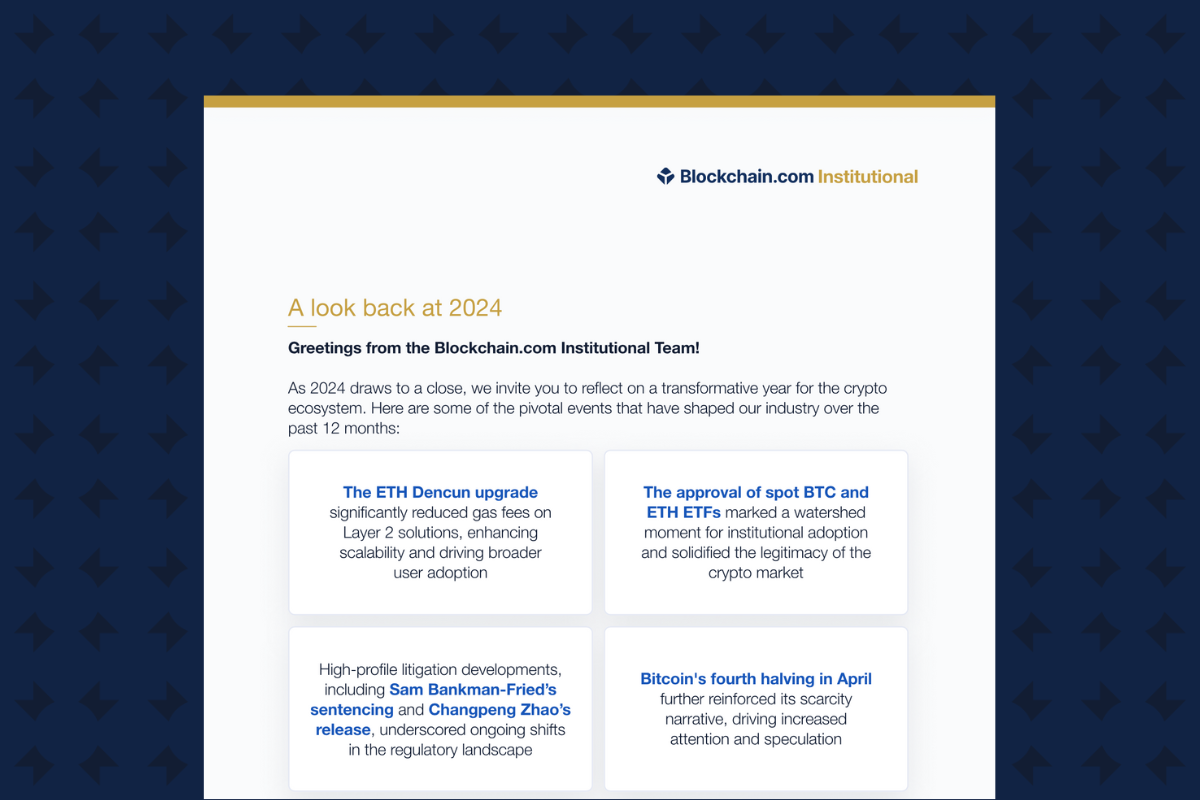 Blockchain.com Institutional
A look back at 2024
Greetings from the Blockchain.com Institutional Team!
As 2024 draws to a close, we invite you to reflect on a transformative year for the crypto
ecosystem. Here are some of the pivotal events that have shaped our industry over the
past 12 months:
The ETH Dencun upgrade
significantly reduced gas fees on
Layer 2 solutions, enhancing
scalability and driving broader
user adoption
The approval of spot BTC and
ETH ETFs marked a watershed
moment for institutional adoption
and solidified the legitimacy of the
crypto market
High-profile litigation developments,
including Sam Bankman-Fried’s
sentencing and Changpeng Zhao’s
release, underscored ongoing shifts
in the regulatory landscape
Bitcoin's fourth halving in April
further reinforced its scarcity
narrative, driving increased
attention and speculation